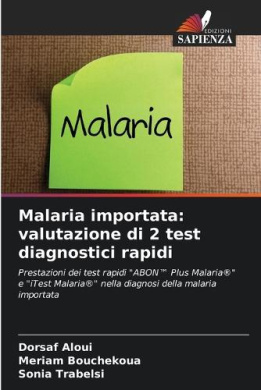 EDIZIONI
SAPIENZA
Malaria
Malaria importata:
valutazione di 2 test
diagnostici rapidi
Prestazioni dei test rapidi "ABON™ Plus Malaria®"
e "iTest Malaria®" nella diagnosi della malaria
importata
Dorsaf Aloui
Meriam Bouchekoua
Sonia Trabelsi